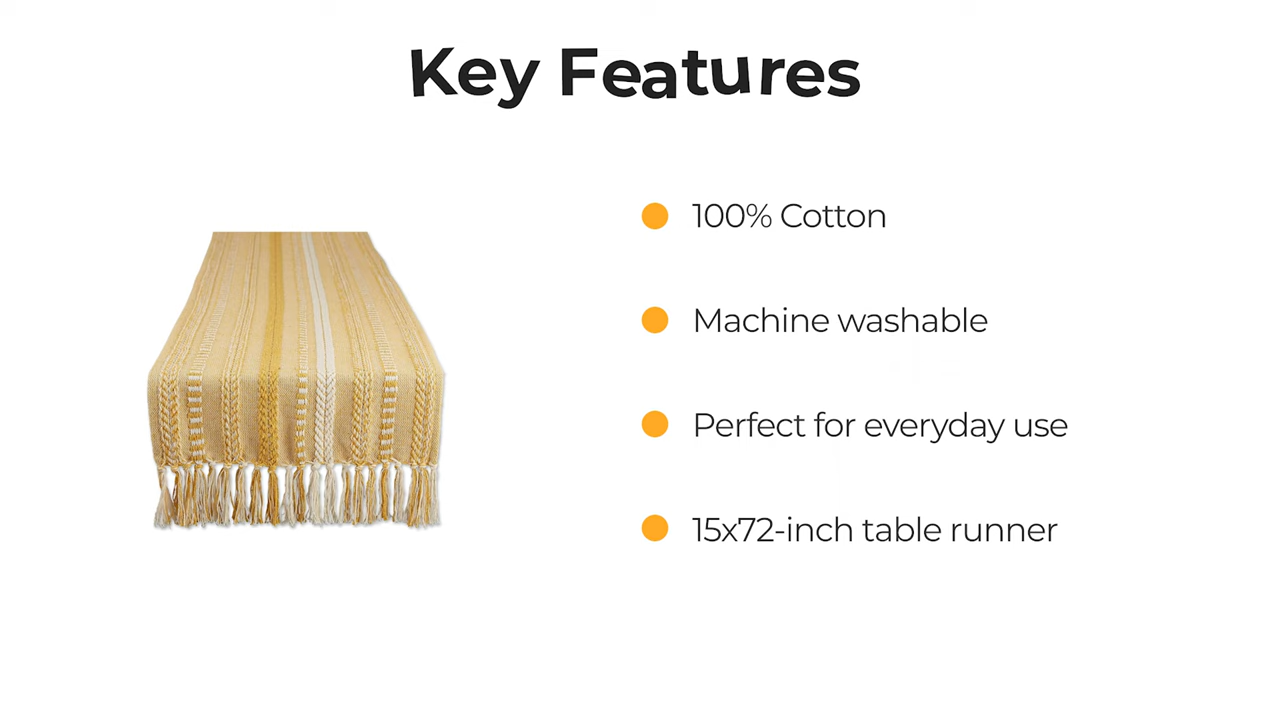 Key Features
100% Cotton
Machine washable
Perfect for everyday use
15x72-inch table runner